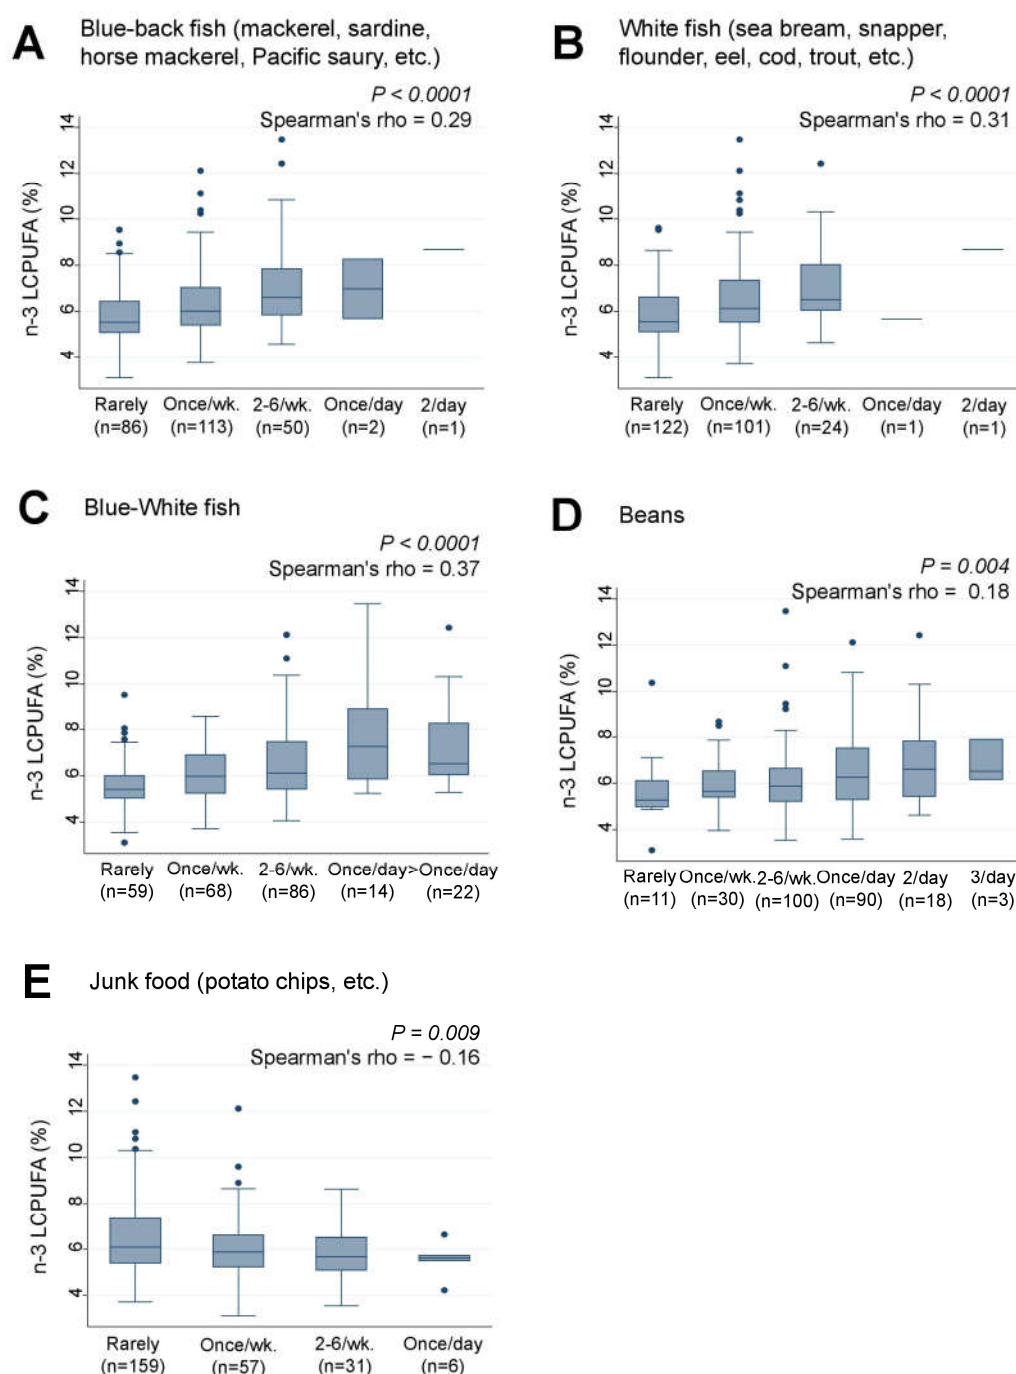 A
Blue-back fish (mackerel, sardine,
horse mackerel, Pacific saury, etc.)
P < 0.0001
Spearman's rho = 0.29
n-3 LCPUFA (%)
14
12
10
8
6
4
Rarely Once/wk. 2-6/wk. Once/day 2/day
(n=86) (n=113) (n=50) (n=2) (n=1)
B
White fish (sea bream, snapper,
flounder, eel, cod, trout, etc.)
P < 0.0001
Spearman's rho = 0.31
n-3 LCPUFA (%)
14
12
10
8
6
4
Rarely Once/wk. 2-6/wk. Once/day 2/day
(n=122) (n=101) (n=24) (n=1) (n=1)
C
Blue-White fish
P < 0.0001
Spearman's rho = 0.37
n-3 LCPUFA (%)
14
12
10
8
6
4
Rarely Once/wk. 2-6/wk. Once/day >Once/day
(n=59) (n=68) (n=86) (n=14) (n=22)
D
Beans
P = 0.004
Spearman's rho = 0.18
n-3 LCPUFA (%)
14
12
10
8
6
4
Rarely Once/wk. 2-6/wk. Once/day 2/day 3/day
(n=11) (n=30) (n=100) (n=90) (n=18) (n=3)
E
Junk food (potato chips, etc.)
P = 0.009
Spearman's rho = − 0.16
n-3 LCPUFA (%)
14
12
10
8
6
4
Rarely Once/wk. 2-6/wk. Once/day
(n=159) (n=57) (n=31) (n=6)